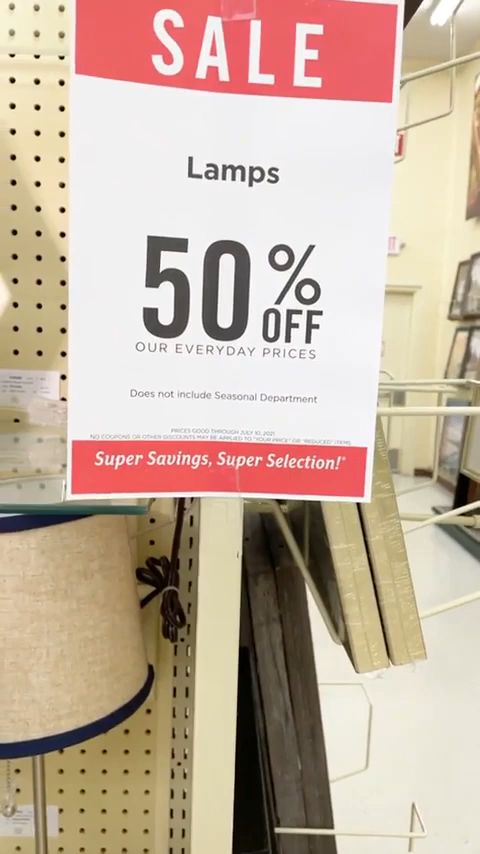 SALE
Lamps
50% OFF
OUR EVERYDAY PRICES
Does not include Seasonal Department
PRICES GOOD THROUGH JULY 10, 2021
NO COUPONS OR OTHER DISCOUNTS MAY BE APPLIED TO "YOUR PRICE" OR "REDUCED" ITEMS.
Super Savings, Super Selection!*